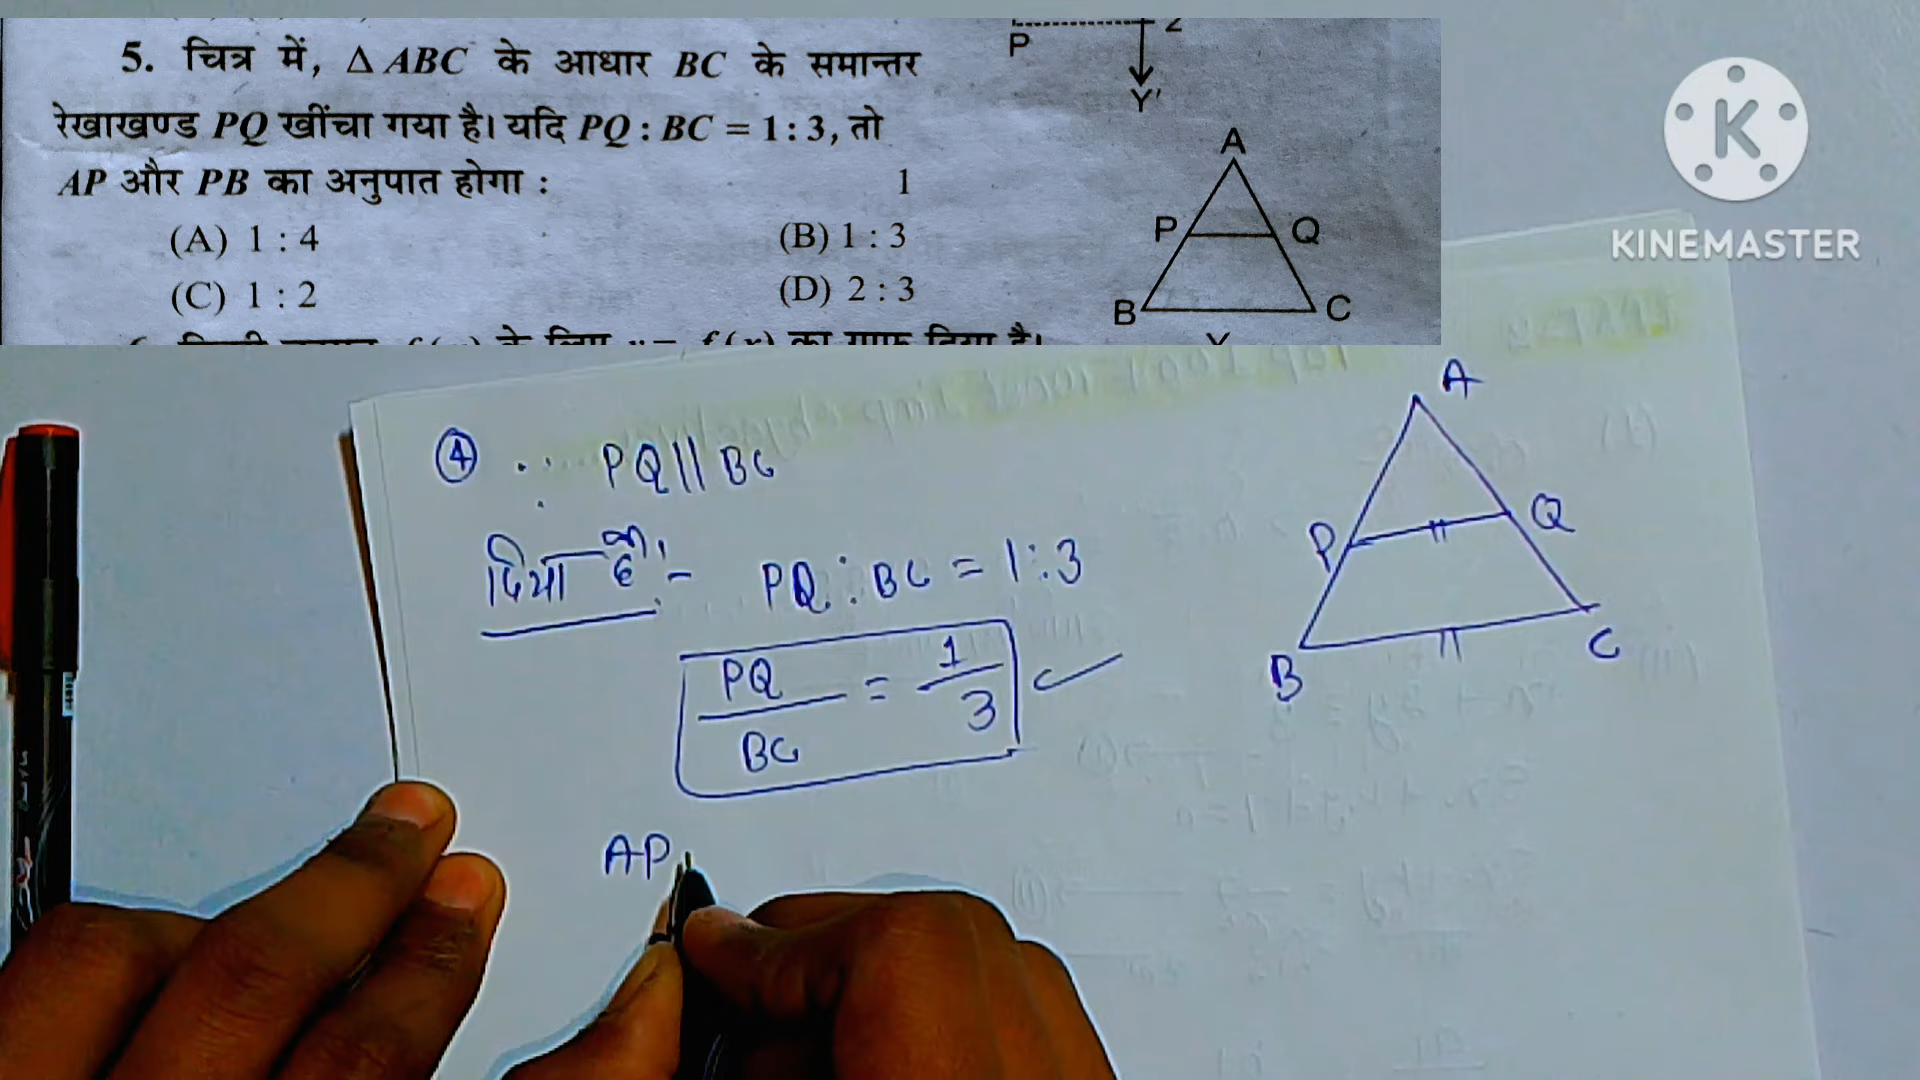 P Z
Y'
5. चित्र में, Δ ABC के आधार BC के समान्तर
रेखाखण्ड PQ खींचा गया है। यदि PQ : BC = 1 : 3, तो
AP और PB का अनुपात होगा : 1
(A) 1 : 4 (B) 1 : 3
(C) 1 : 2 (D) 2 : 3
A
P Q
B C
Y
K
KINEMASTER
④ ∵ PQ || BC
दिया है :- PQ : BC = 1 : 3
PQ/BC = 1/3
AP
A
P Q
B C